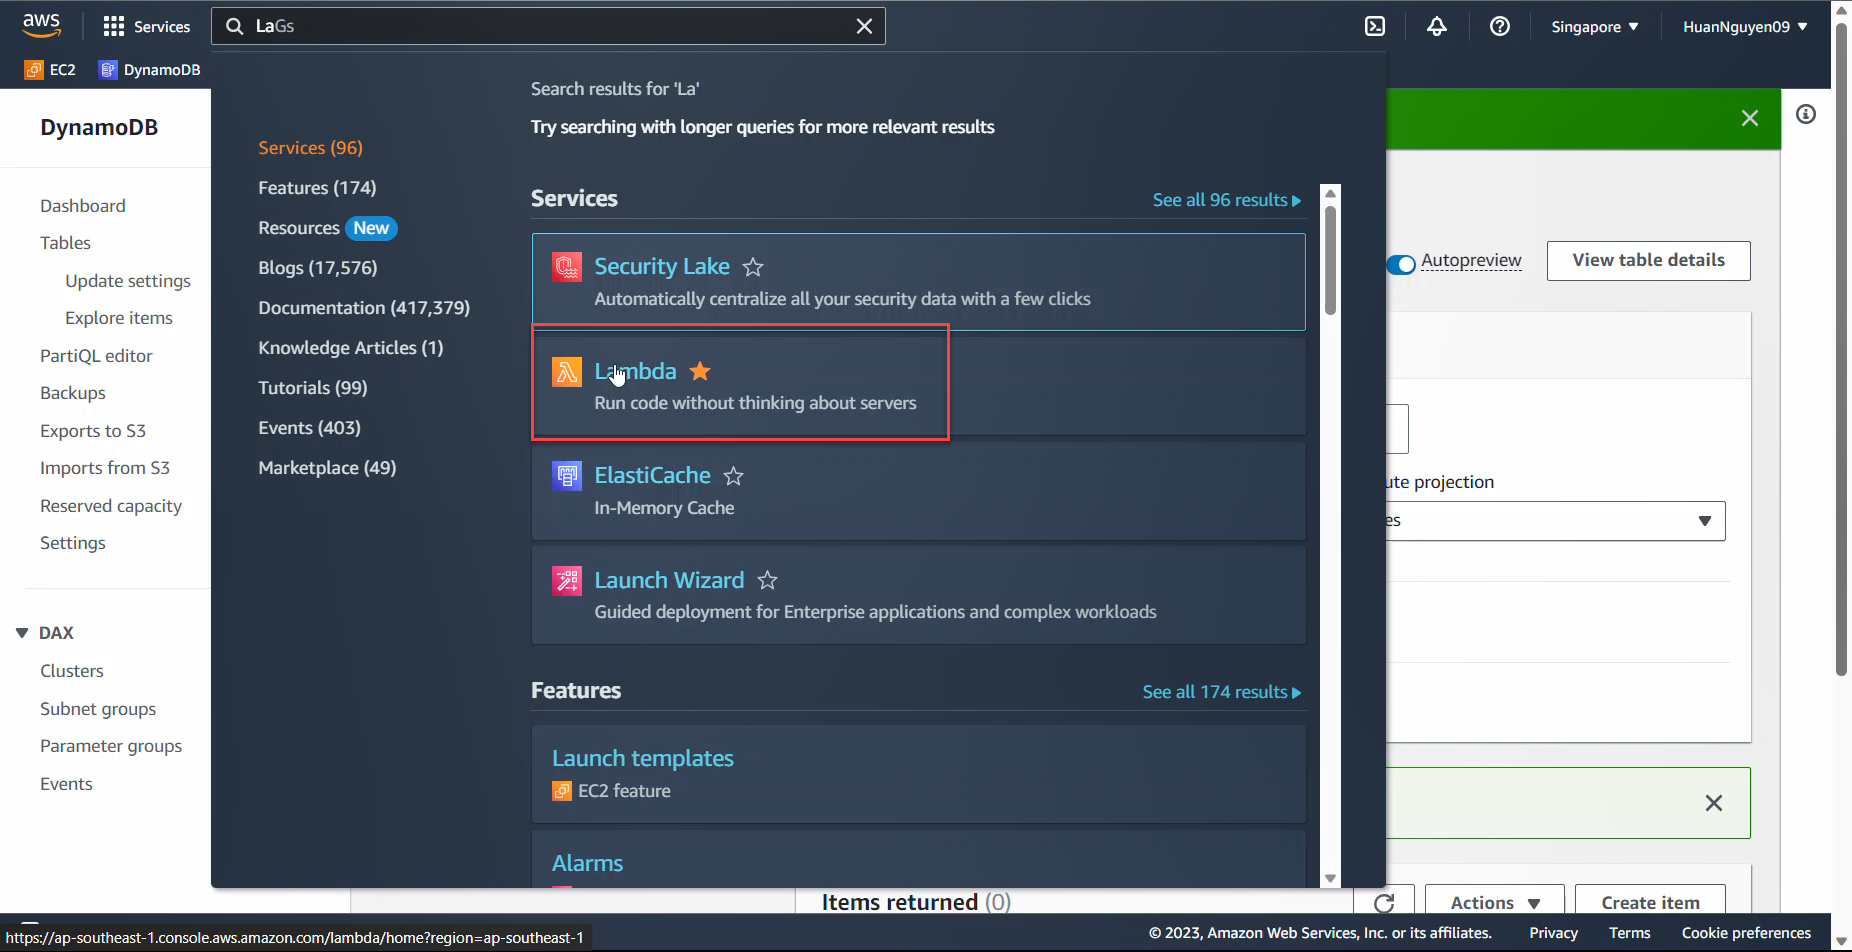 aws
Services
LaGs
Singapore
HuanNguyen09
EC2
DynamoDB
DynamoDB
Dashboard
Tables
Update settings
Explore items
PartiQL editor
Backups
Exports to S3
Imports from S3
Reserved capacity
Settings
DAX
Clusters
Subnet groups
Parameter groups
Events
Services (96)
Features (174)
Resources New
Blogs (17,576)
Documentation (417,379)
Knowledge Articles (1)
Tutorials (99)
Events (403)
Marketplace (49)
Search results for 'La'
Try searching with longer queries for more relevant results
Services
See all 96 results
Security Lake
Automatically centralize all your security data with a few clicks
Lambda
Run code without thinking about servers
ElastiCache
In-Memory Cache
Launch Wizard
Guided deployment for Enterprise applications and complex workloads
Features
See all 174 results
Launch templates
EC2 feature
Alarms
Autopreview
View table details
ute projection
es
Items returned (0)
Actions
Create item
https://ap-southeast-1.console.aws.amazon.com/lambda/home?region=ap-southeast-1
© 2023, Amazon Web Services, Inc. or its affiliates.
Privacy
Terms
Cookie preferences